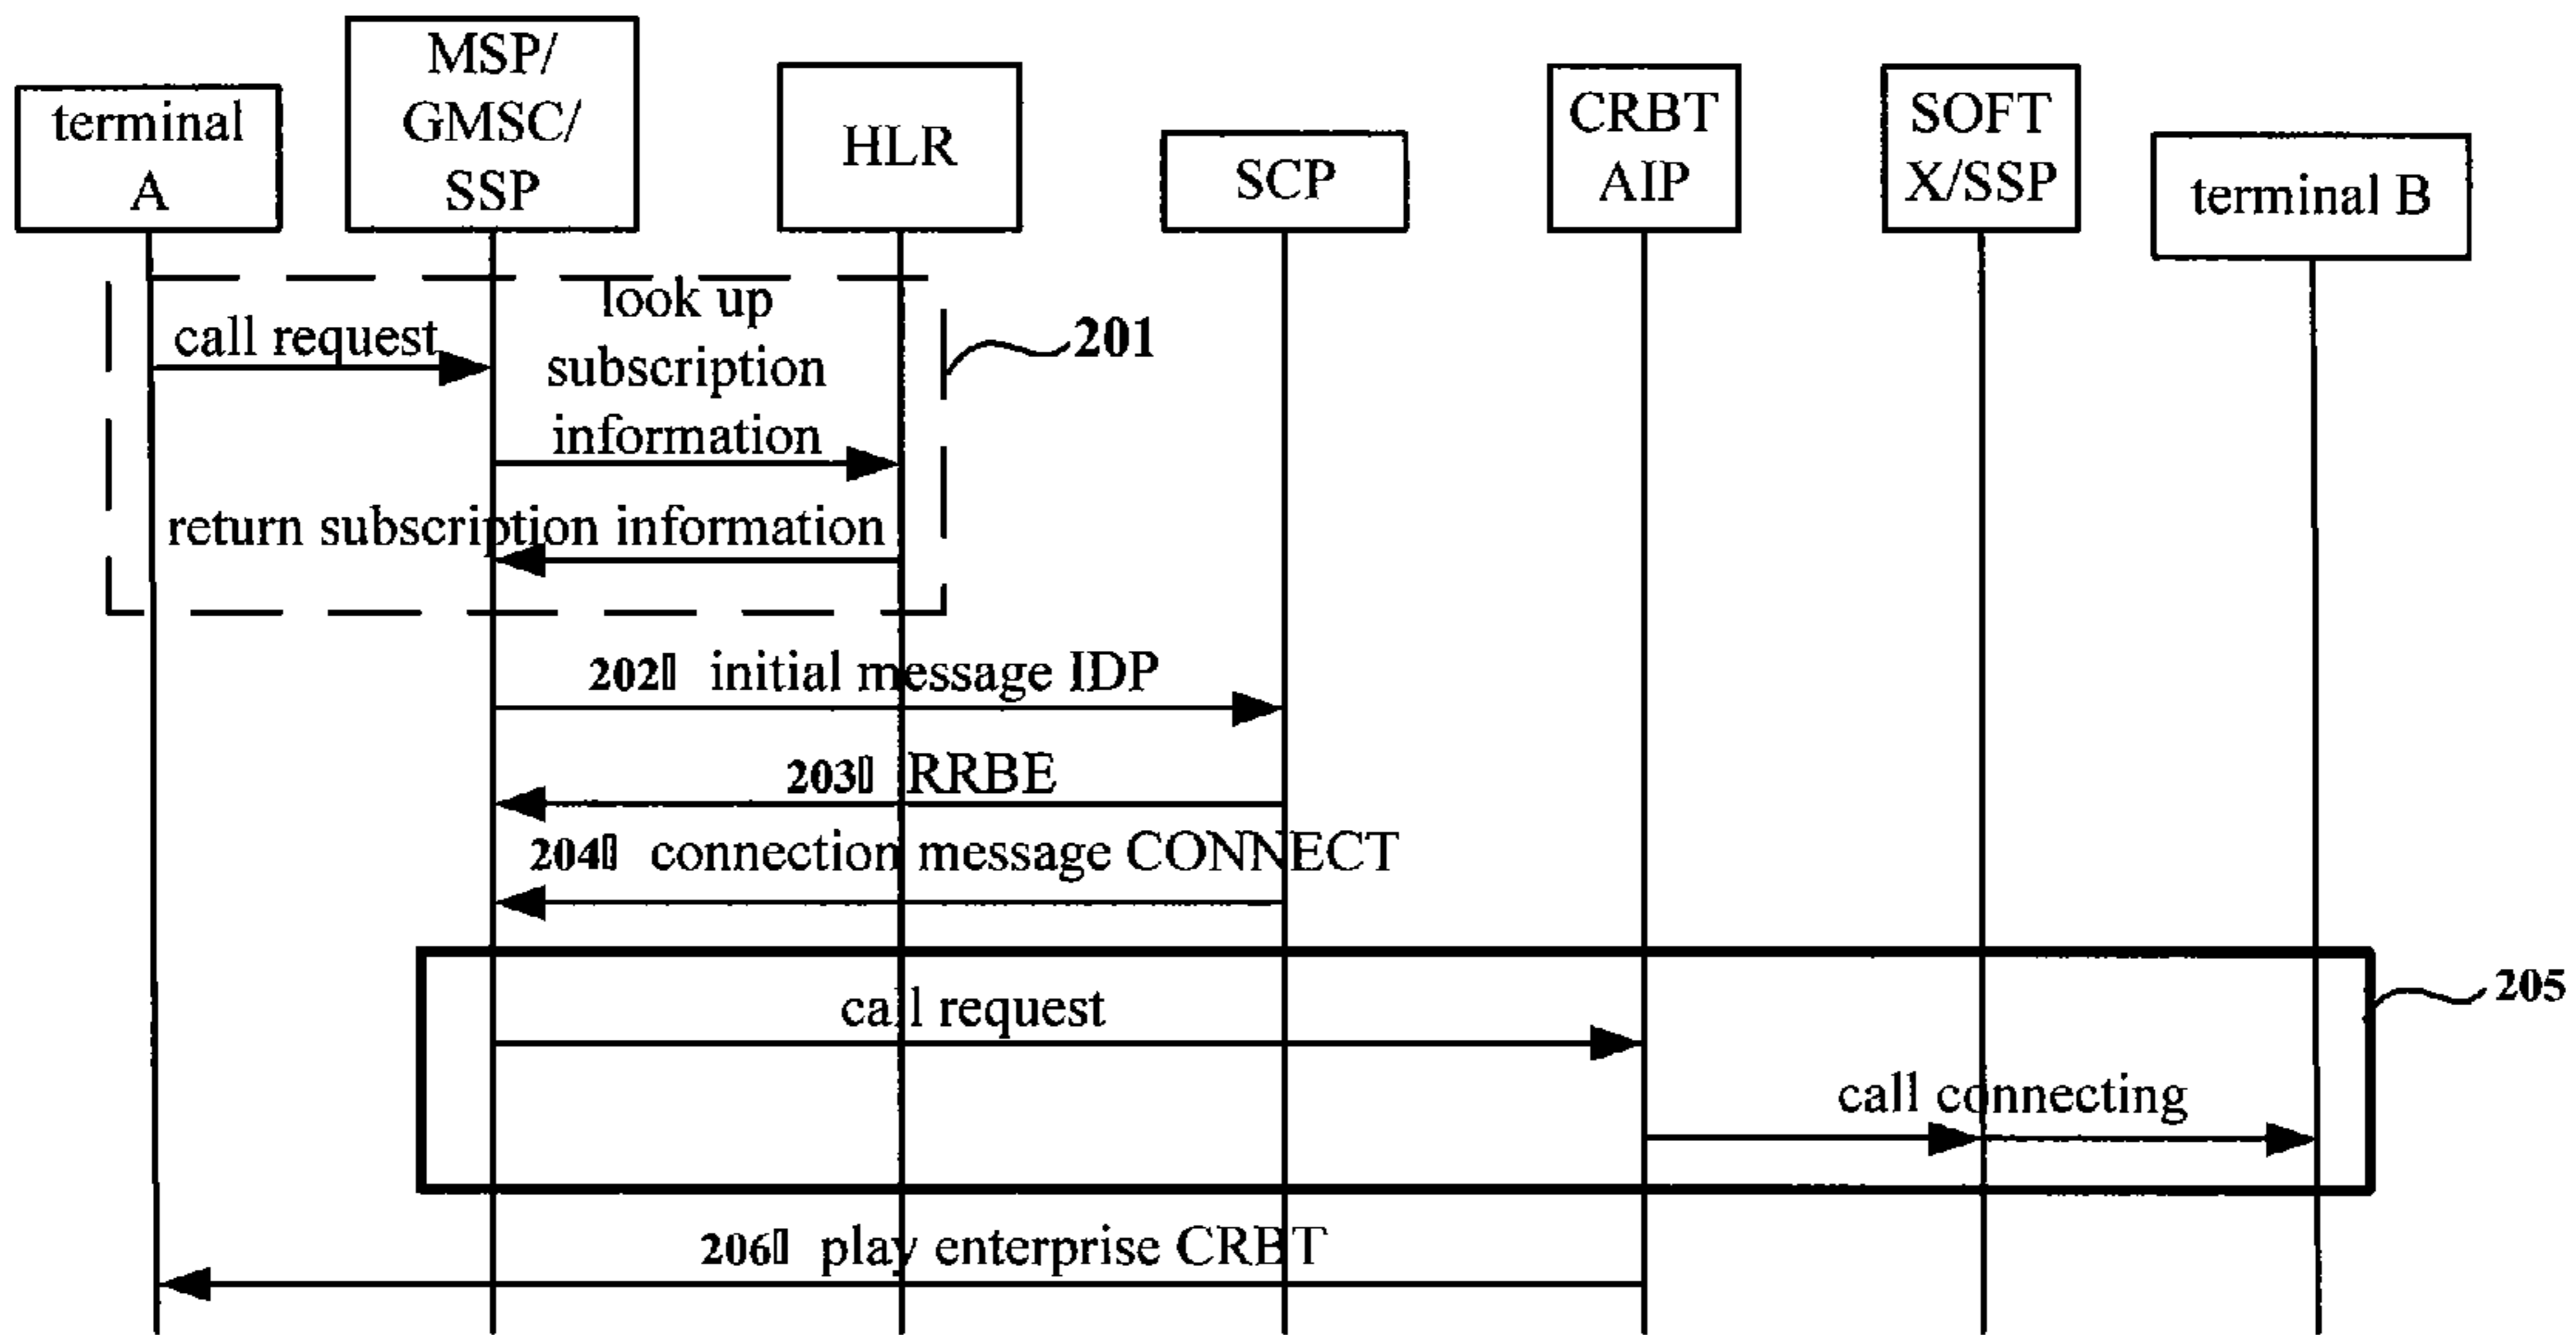 terminal
A
MSP/
GMSC/
SSP
HLR
SCP
CRBT
AIP
SOFT
X/SSP
terminal B
call request
look up
subscription
information
201
return subscription information
202 initial message IDP
203 RRBE
204 connection message CONNECT
call request
205
call connecting
206 play enterprise CRBT